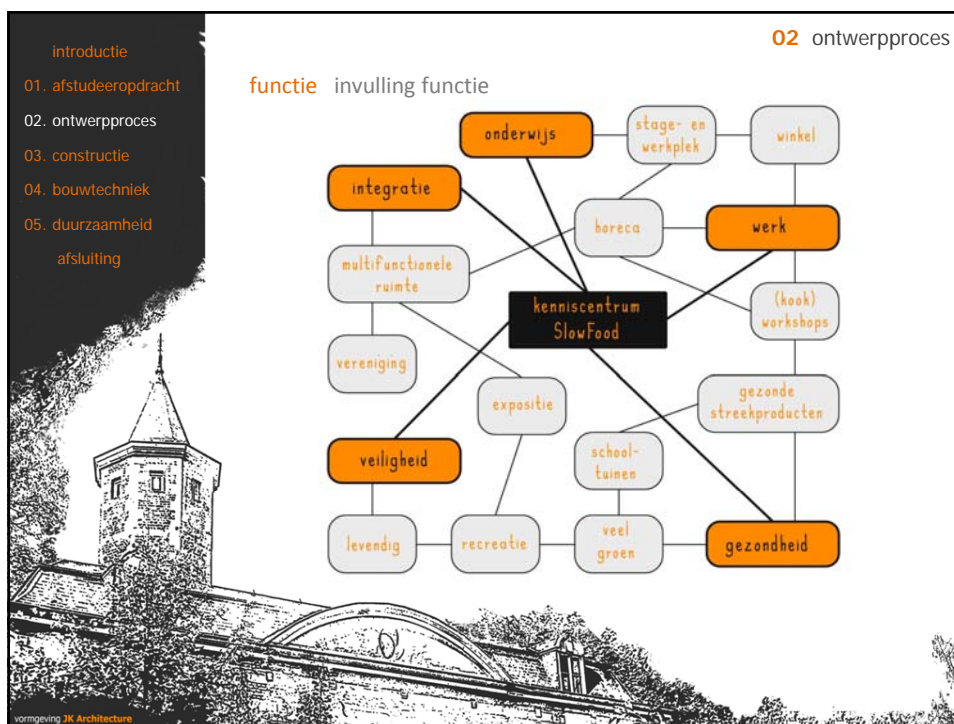 02 ontwerpproces
introductie
01. afstudeeropdracht
02. ontwerpproces
03. constructie
04. bouwtechniek
05. duurzaamheid
afsluiting
functie invulling functie
onderwijs
stage- en
werkplek
winkel
integratie
horeca
werk
multifunctionele
ruimte
kenniscentrum
SlowFood
(kook)
workshops
vereniging
expositie
gezonde
streekproducten
veiligheid
school-
tuinen
levendig
recreatie
veel
groen
gezondheid
vormgeving JK Architecture